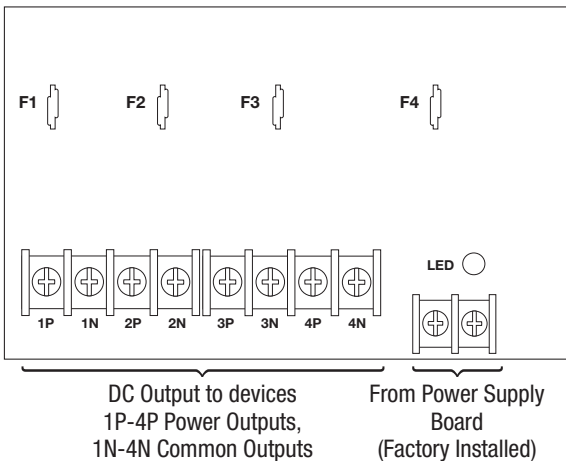 F1 F2 F3 F4
LED
1P 1N 2P 2N 3P 3N 4P 4N
DC Output to devices
1P-4P Power Outputs,
1N-4N Common Outputs
From Power Supply
Board
(Factory Installed)